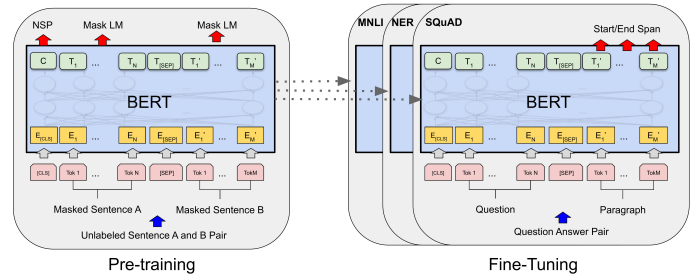 NSP Mask LM Mask LM
C T1 ... TN T[SEP] T1' ... TM'
BERT
E[CLS] E1 ... EN E[SEP] E1' ... EM'
[CLS] Tok 1 ... Tok N [SEP] Tok 1 ... TokM
Masked Sentence A Masked Sentence B
Unlabeled Sentence A and B Pair
Pre-training
MNLI NER SQuAD
Start/End Span
C T1 ... TN T[SEP] T1' ... TM'
BERT
E[CLS] E1 ... EN E[SEP] E1' ... EM'
[CLS] Tok 1 ... Tok N [SEP] Tok 1 ... TokM
Question Paragraph
Question Answer Pair
Fine-Tuning